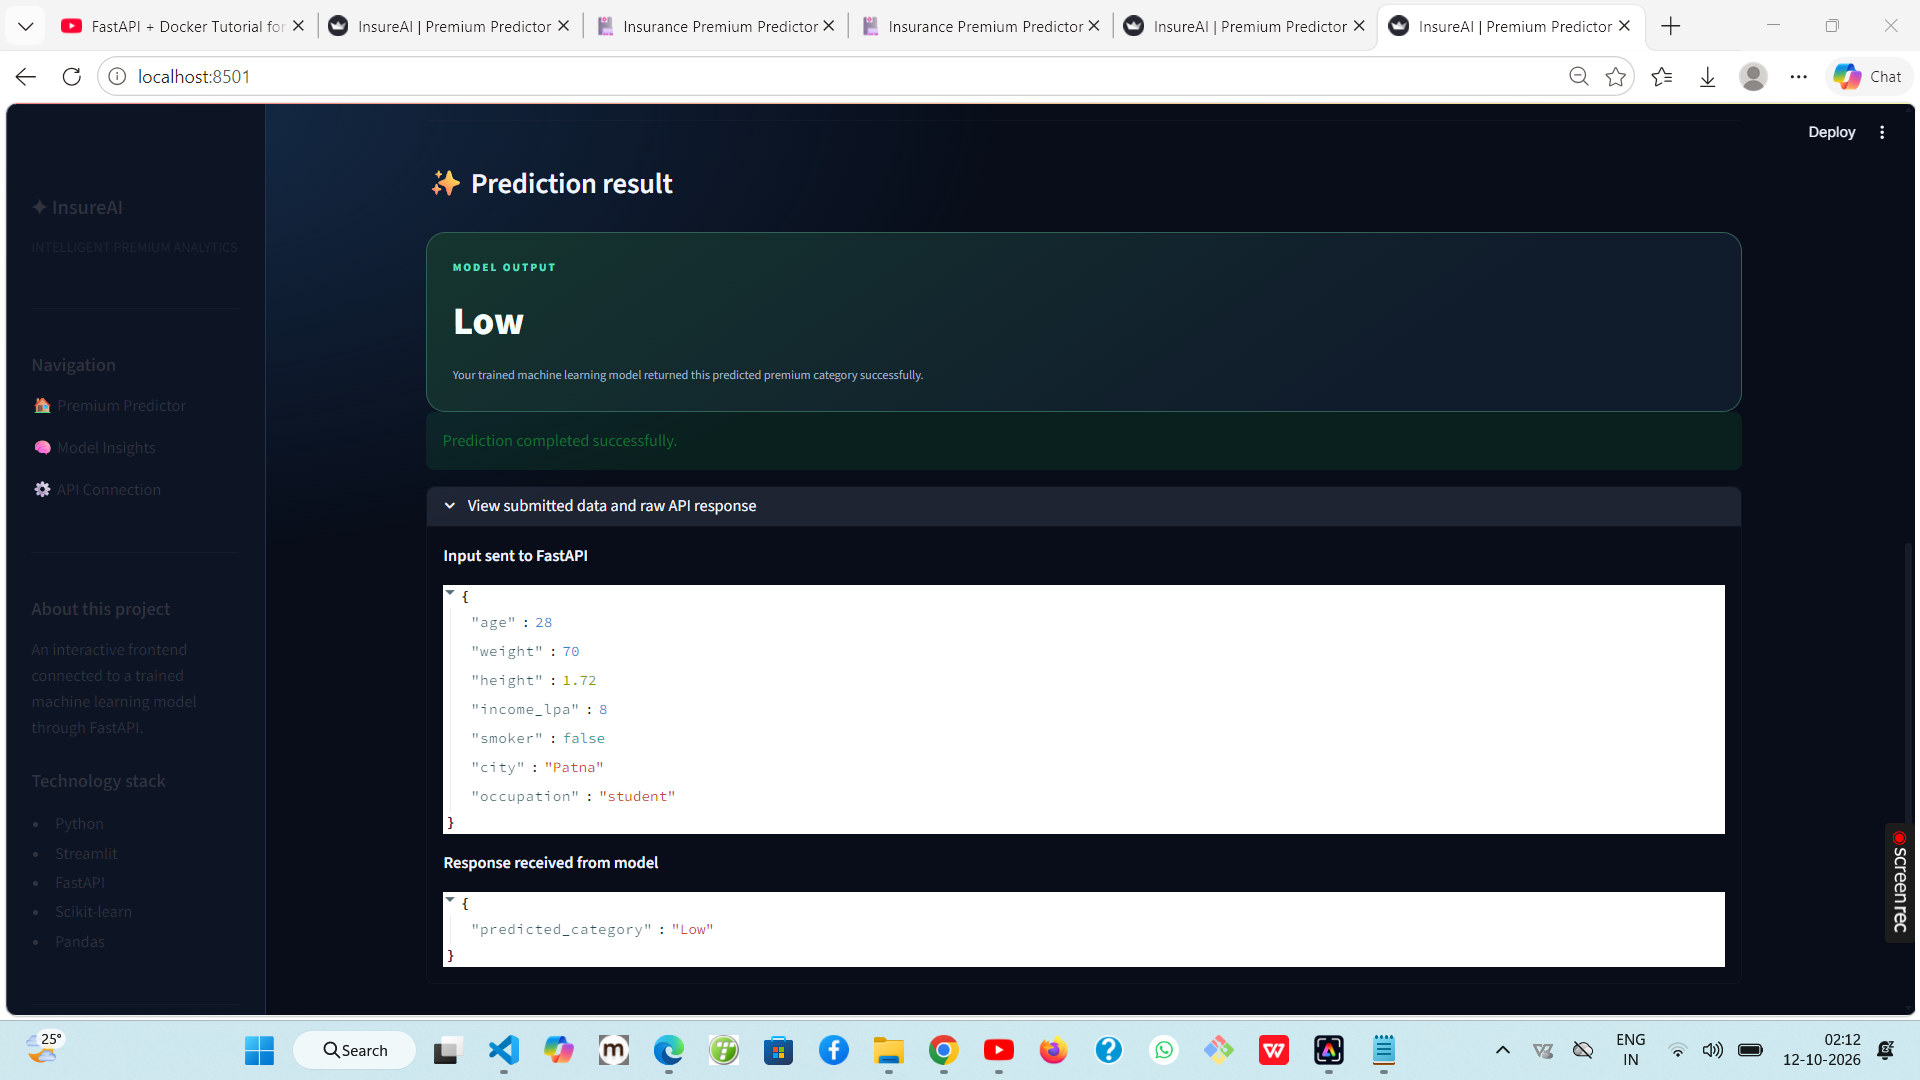 FastAPI + Docker Tutorial for
InsureAI | Premium Predictor
Insurance Premium Predictor
Insurance Premium Predictor
InsureAI | Premium Predictor
InsureAI | Premium Predictor
localhost:8501
Chat
Deploy
InsureAI
INTELLIGENT PREMIUM ANALYTICS
Navigation
Premium Predictor
Model Insights
API Connection
About this project
An interactive frontend
connected to a trained
machine learning model
through FastAPI.
Technology stack
Python
Streamlit
FastAPI
Scikit-learn
Pandas
Prediction result
MODEL OUTPUT
Low
Your trained machine learning model returned this predicted premium category successfully.
Prediction completed successfully.
View submitted data and raw API response
Input sent to FastAPI
{
"age" : 28
"weight" : 70
"height" : 1.72
"income_lpa" : 8
"smoker" : false
"city" : "Patna"
"occupation" : "student"
}
Response received from model
{
"predicted_category" : "Low"
}
screenrec
25°
Search
ENG
IN
02:12
12-10-2026